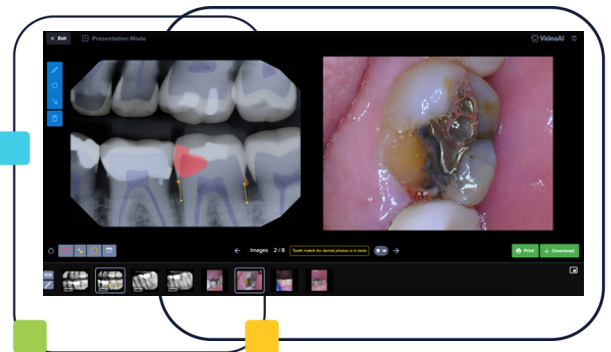 × Exit
Presentation Mode
VideaAI
Images 2 / 8
Tooth match for dental photos is in beta
Print
Download